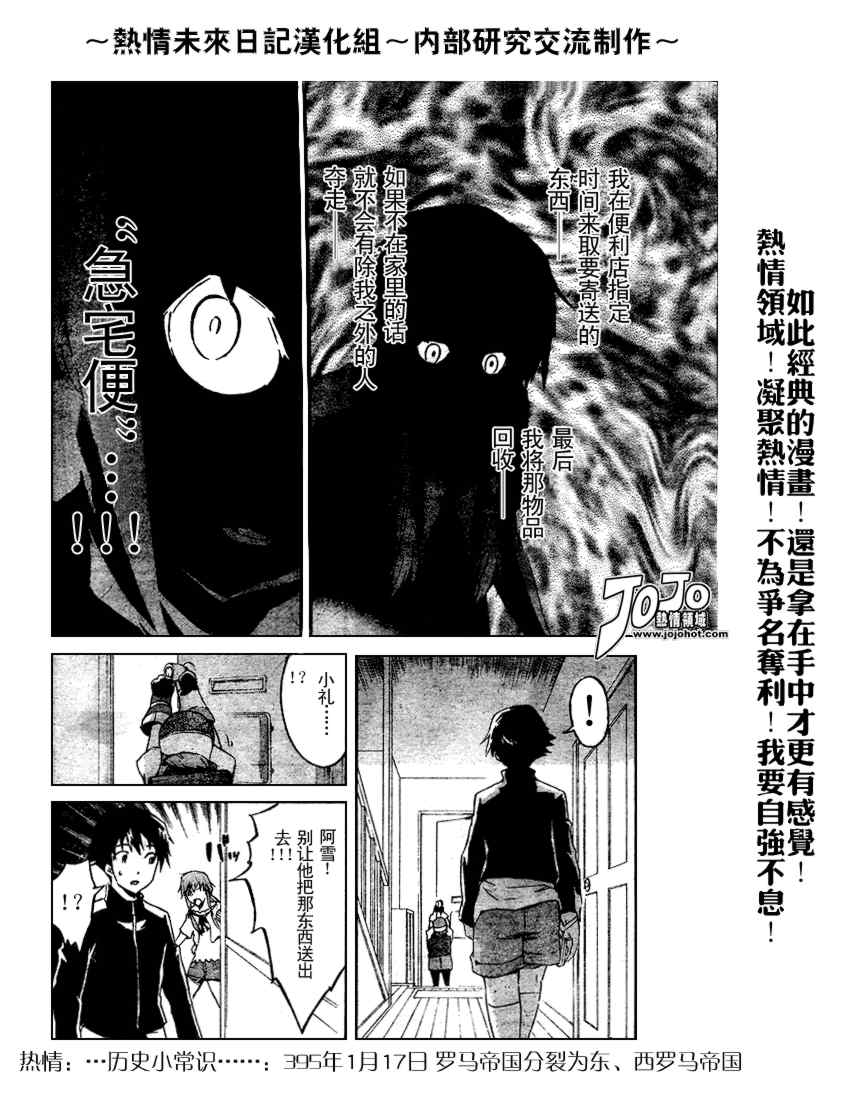 ～熱情未來日記漢化組～内部研究交流制作～
我在便利店指定
时间来取要寄送的
东西——
如果不在家里的话
就不会有除我之外的人
夺走——
最后
我将那物品
回收——
“急宅便”…
!!!
如此經典的漫畫！還是拿在手中才更有感覺！
熱情領域！凝聚熱情！不為爭名奪利！我要自強不息！
JOJO
熱情領域
www.jojohot.com
！
小礼……
!?
阿雪！
别让他把那东西送出
去!!!
!?
热情：…历史小常识……：395年1月17日 罗马帝国分裂为东、西罗马帝国